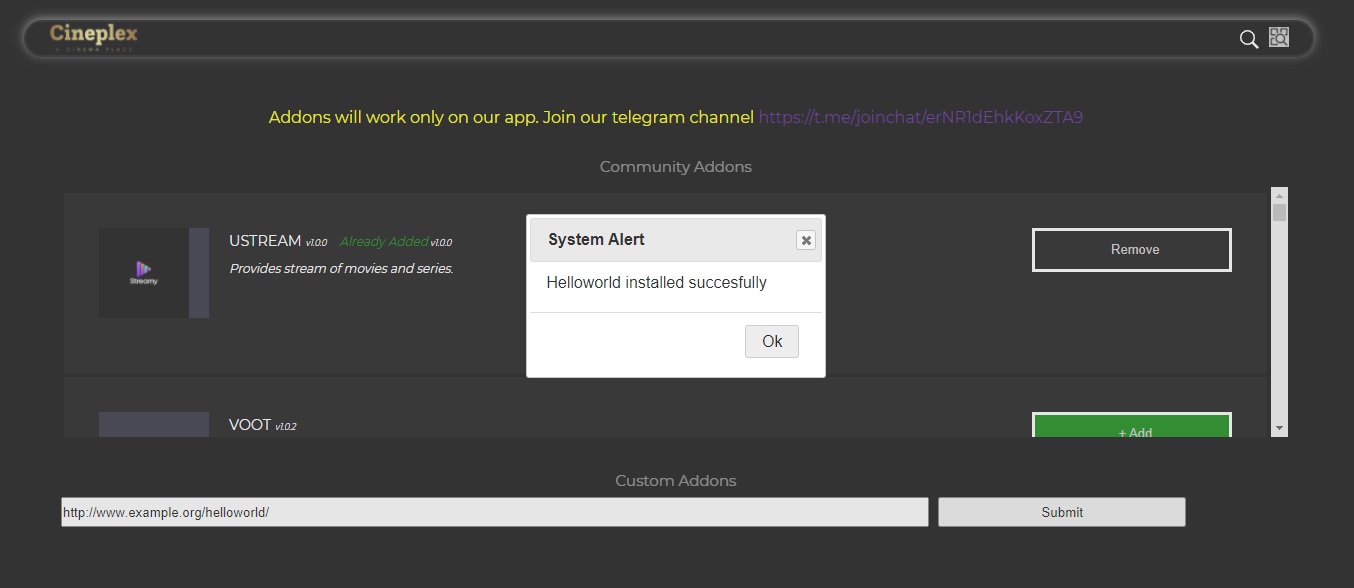 Cineplex
A CINEMA PLACE
Addons will work only on our app. Join our telegram channel https://t.me/joinchat/erNR1dEhkKoxZTA9
Community Addons
USTREAM v1.0.0 Already Added v1.0.0
Provides stream of movies and series.
Streamy
Remove
System Alert
Helloworld installed succesfully
Ok
VOOT v1.0.2
+ Add
Custom Addons
http://www.example.org/helloworld/
Submit